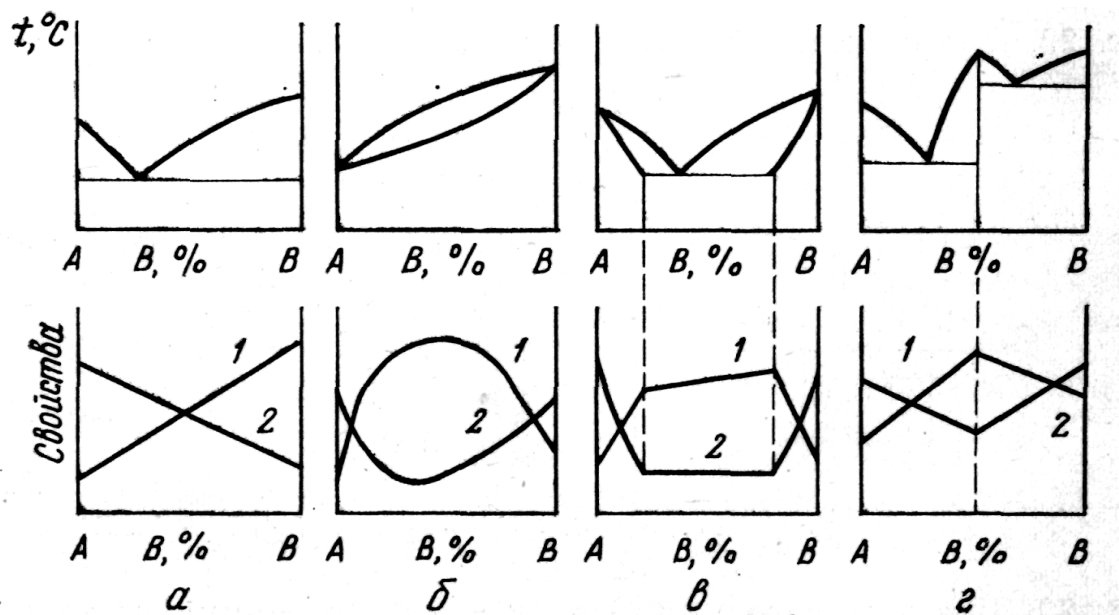 t,°C
A B,% B A B,% B A B,% B A B % B
Свойства
1 2 1 2 1 2 1 2
A B,% B A B,% B A B,% B A B,% B
а б в г